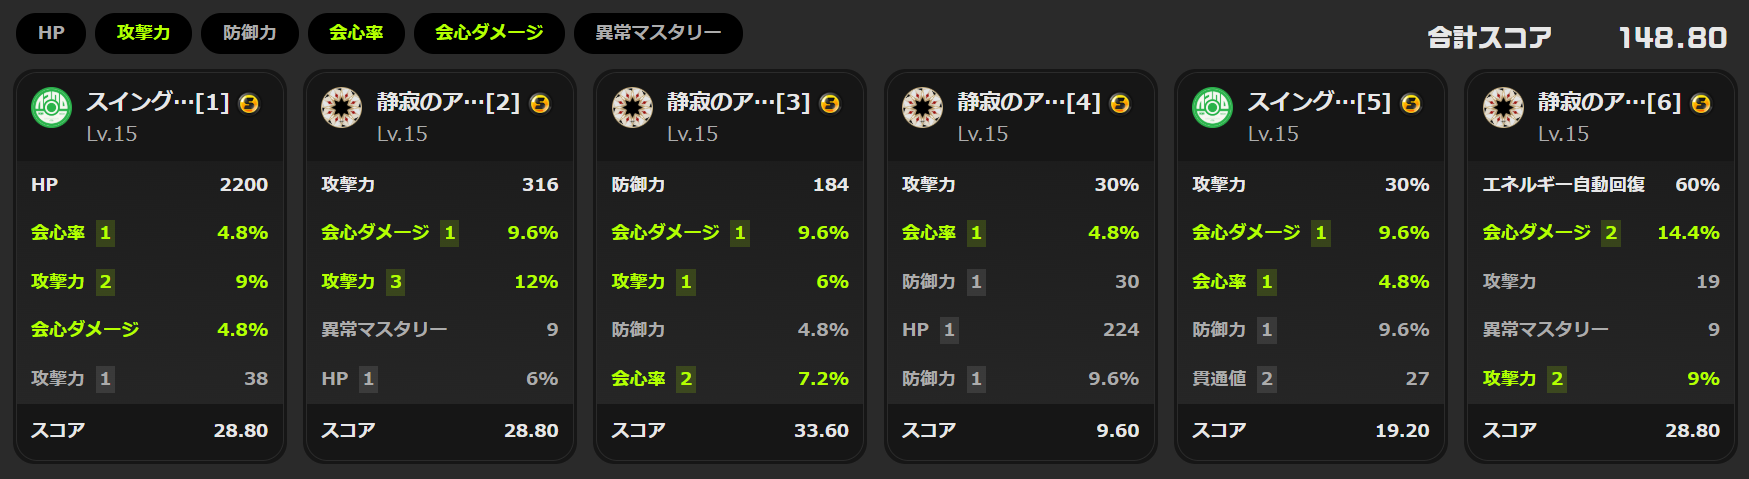 HP 攻撃力 防御力 会心率 会心ダメージ 異常マスタリー
合計スコア 148.80
スイング…[1]
Lv.15
HP 2200
会心率 1 4.8%
攻撃力 2 9%
会心ダメージ 4.8%
攻撃力 1 38
スコア 28.80
静寂のア…[2]
Lv.15
攻撃力 316
会心ダメージ 1 9.6%
攻撃力 3 12%
異常マスタリー 9
HP 1 6%
スコア 28.80
静寂のア…[3]
Lv.15
防御力 184
会心ダメージ 1 9.6%
攻撃力 1 6%
防御力 4.8%
会心率 2 7.2%
スコア 33.60
静寂のア…[4]
Lv.15
攻撃力 30%
会心率 1 4.8%
防御力 1 30
HP 1 224
防御力 1 9.6%
スコア 9.60
スイング…[5]
Lv.15
攻撃力 30%
会心ダメージ 1 9.6%
会心率 1 4.8%
防御力 1 9.6%
貫通値 2 27
スコア 19.20
静寂のア…[6]
Lv.15
エネルギー自動回復 60%
会心ダメージ 2 14.4%
攻撃力 19
異常マスタリー 9
攻撃力 2 9%
スコア 28.80